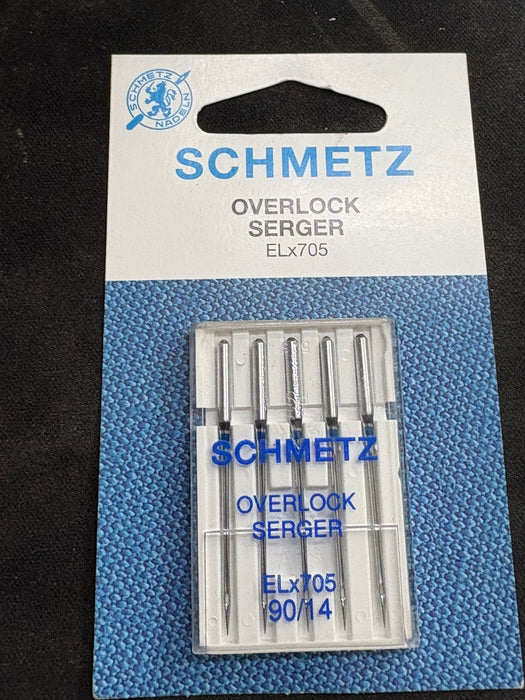 SCHMETZ
NADELN
SCHMETZ
OVERLOCK
SERGER
ELx705
SCHMETZ
OVERLOCK
SERGER
ELx705
90/14